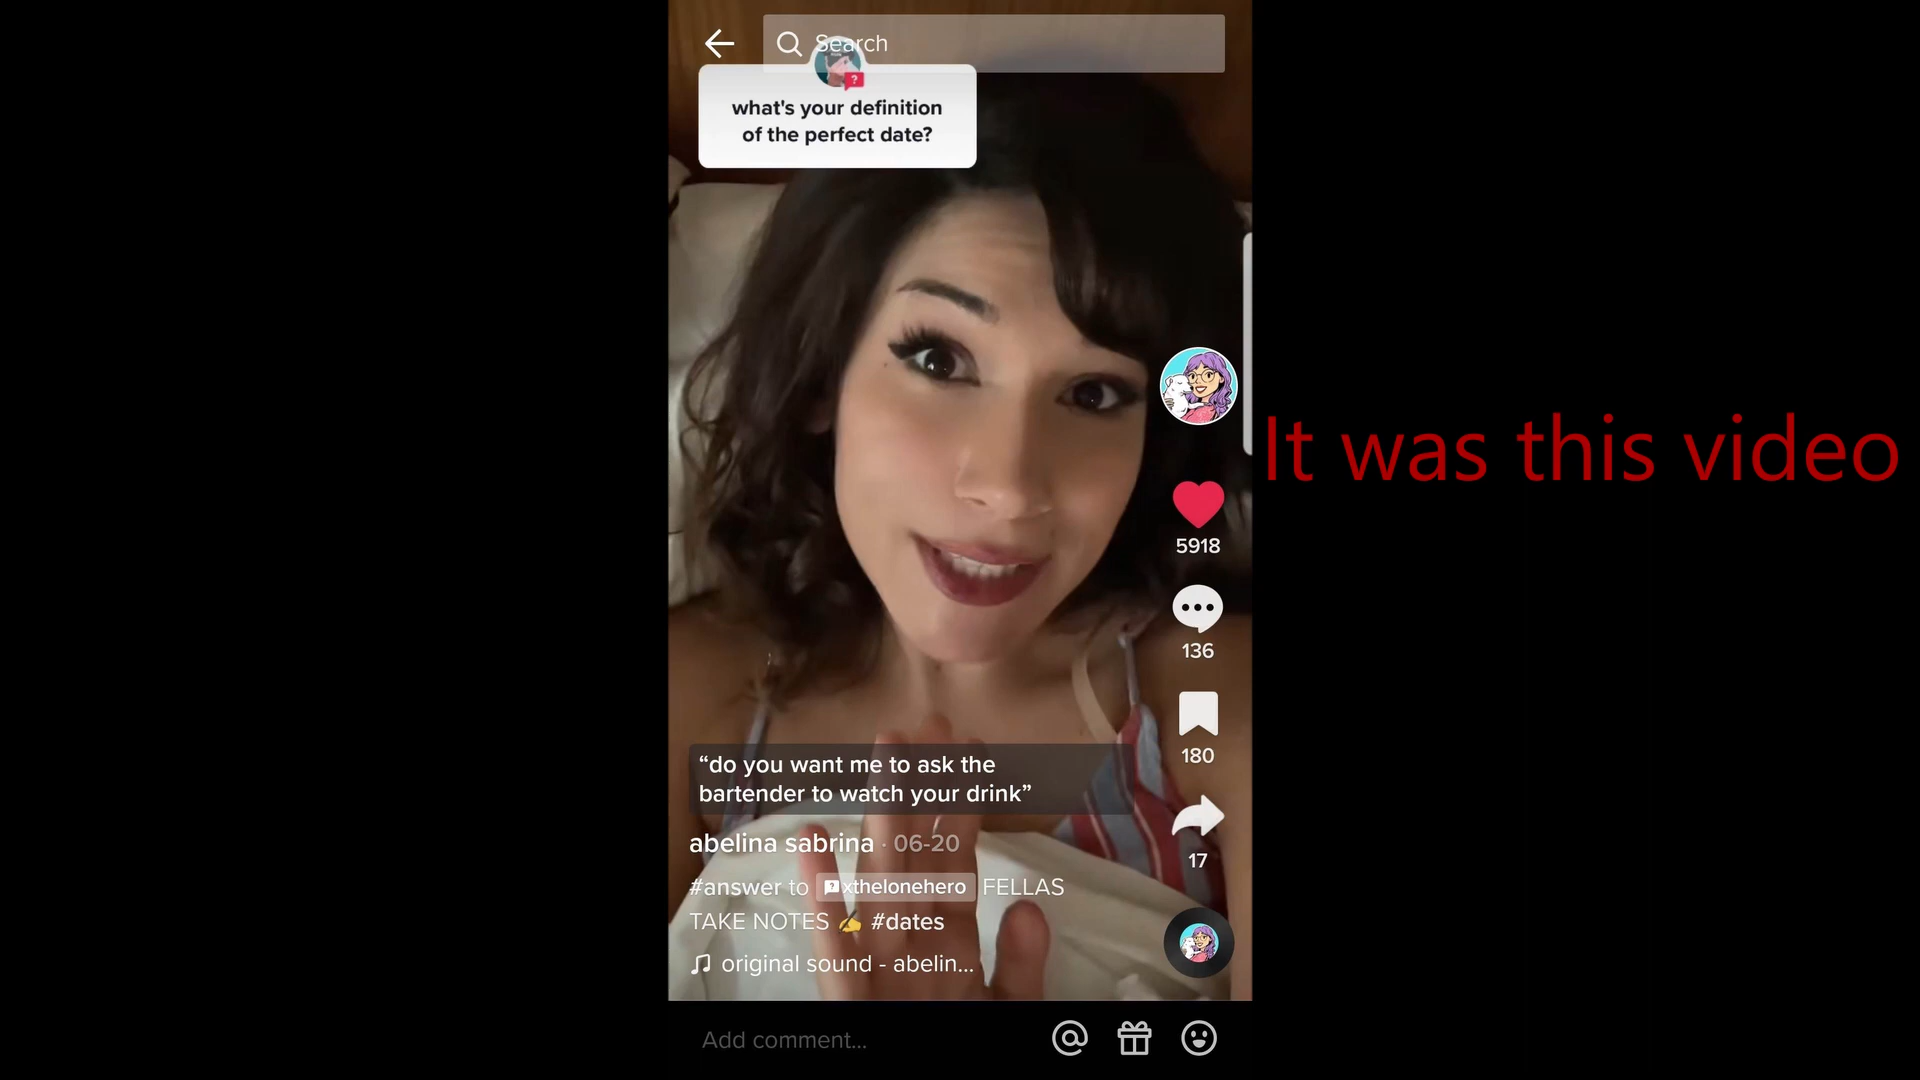 Search
what's your definition
of the perfect date?
It was this video
5918
136
180
“do you want me to ask the
bartender to watch your drink”
17
abelina sabrina · 06-20
#answer to xthelonehero FELLAS
TAKE NOTES ✍️ #dates
original sound - abelin...
Add comment...